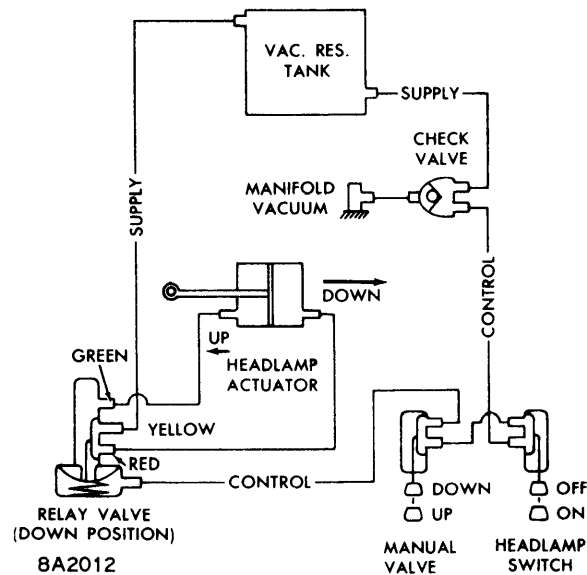 VAC. RES.
TANK
SUPPLY
CHECK
VALVE
MANIFOLD
VACUUM
SUPPLY
CONTROL
DOWN
UP
HEADLAMP
ACTUATOR
GREEN
YELLOW
RED
CONTROL
RELAY VALVE
(DOWN POSITION)
8A2012
DOWN
UP
MANUAL
VALVE
OFF
ON
HEADLAMP
SWITCH